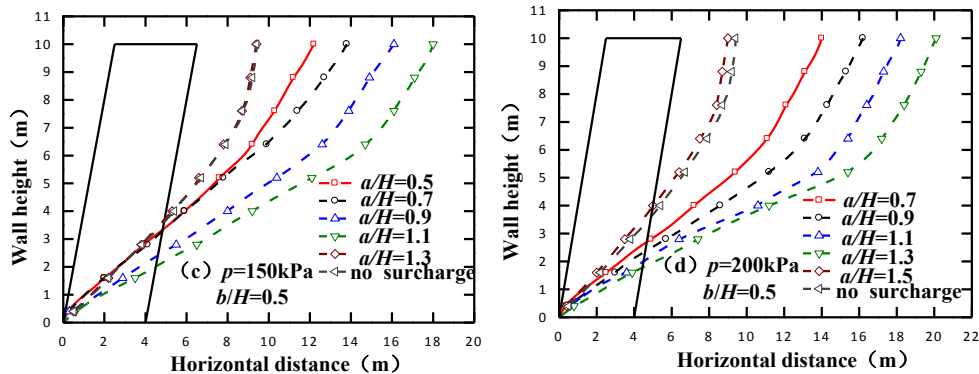 Wall height (m)
11
10
9
8
7
6
5
4
3
2
1
0
0 2 4 6 8 10 12 14 16 18 20
Horizontal distance（m）
a/H=0.5
a/H=0.7
a/H=0.9
a/H=1.1
a/H=1.3
no surcharge
(c) p=150kPa
b/H=0.5
Wall height (m)
11
10
9
8
7
6
5
4
3
2
1
0
0 2 4 6 8 10 12 14 16 18 20 22
Horizontal distance（m）
a/H=0.7
a/H=0.9
a/H=1.1
a/H=1.3
a/H=1.5
no surcharge
(d) p=200kPa
b/H=0.5